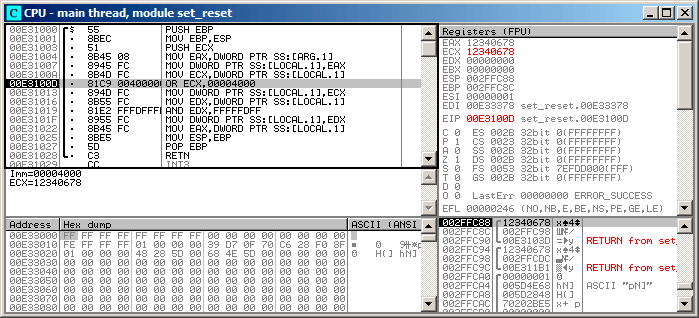 CPU - main thread, module set_reset
00E31000 $ 55 PUSH EBP
00E31001 · 8BEC MOV EBP,ESP
00E31003 · 51 PUSH ECX
00E31004 · 8B45 08 MOV EAX,DWORD PTR SS:[ARG.1]
00E31007 · 8945 FC MOV DWORD PTR SS:[LOCAL.1],EAX
00E3100A · 8B4D FC MOV ECX,DWORD PTR SS:[LOCAL.1]
00E3100D · 81C9 00400000 OR ECX,00004000
00E31013 · 894D FC MOV DWORD PTR SS:[LOCAL.1],ECX
00E31016 · 8B55 FC MOV EDX,DWORD PTR SS:[LOCAL.1]
00E31019 · 81E2 FFFDFFFF AND EDX,FFFFFDFF
00E3101F · 8955 FC MOV DWORD PTR SS:[LOCAL.1],EDX
00E31022 · 8B45 FC MOV EAX,DWORD PTR SS:[LOCAL.1]
00E31025 · 8BE5 MOV ESP,EBP
00E31027 · 5D POP EBP
00E31028 · C3 RETN
00E31029 CC INT3
Imm=00004000
ECX=12340678
Registers (FPU)
EAX 12340678
ECX 12340678
EDX 00000000
EBX 00000000
ESP 002FFC88
EBP 002FFC8C
ESI 00000001
EDI 00E33378 set_reset.00E33378
EIP 00E3100D set_reset.00E3100D
C 0 ES 002B 32bit 0(FFFFFFFF)
P 1 CS 0023 32bit 0(FFFFFFFF)
A 0 SS 002B 32bit 0(FFFFFFFF)
Z 1 DS 002B 32bit 0(FFFFFFFF)
S 0 FS 0053 32bit 7EFDD000(FFF)
T 0 GS 002B 32bit 0(FFFFFFFF)
D 0
O 0 LastErr 00000000 ERROR_SUCCESS
EFL 00000246 (NO,NB,E,BE,NS,PE,GE,LE)
Address Hex dump ASCII (ANSI
00E33000 FF FF FF FF FF FF FF FF 00 00 00 00 00 00 00 00
00E33010 FE FF FF FF 01 00 00 00 39 D7 0F 70 C6 28 F0 8F
00E33020 01 00 00 00 48 28 5D 00 68 4E 5D 00 00 00 00 00 H(] hN]
00E33030 00 00 00 00 00 00 00 00 00 00 00 00 00 00 00 00
00E33040 00 00 00 00 00 00 00 00 00 00 00 00 00 00 00 00
00E33050 00 00 00 00 00 00 00 00 00 00 00 00 00 00 00 00
00E33060 00 00 00 00 00 00 00 00 00 00 00 00 00 00 00 00
00E33070 00 00 00 00 00 00 00 00 00 00 00 00 00 00 00 00
00E33080 00 00 00 00 00 00 00 00 00 00 00 00 00 00 00 00
002FFC88 12340678 x♠4↕
002FFC8C 002FFC98
002FFC90 00E3103D RETURN from set
002FFC94 12340678 x♠4↕
002FFC98 002FFCDC
002FFC9C 00E311B1 RETURN from set
002FFCA0 00000001
002FFCA4 005D4E68 hN] ASCII "pN]"
002FFCA8 005D2848 H(]
002FFCAC 70202BE5 x+ p